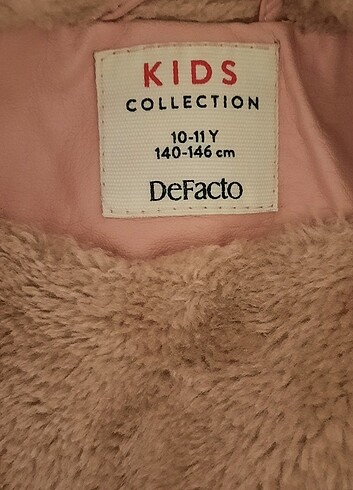 KIDS
COLLECTION
10-11 Y
140-146 cm
DeFacto